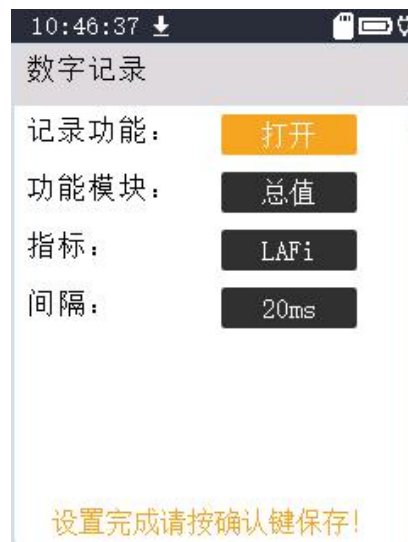 10:46:37
数字记录
记录功能: 打开
功能模块: 总值
指标: LAFi
间隔: 20ms
设置完成请按确认键保存!